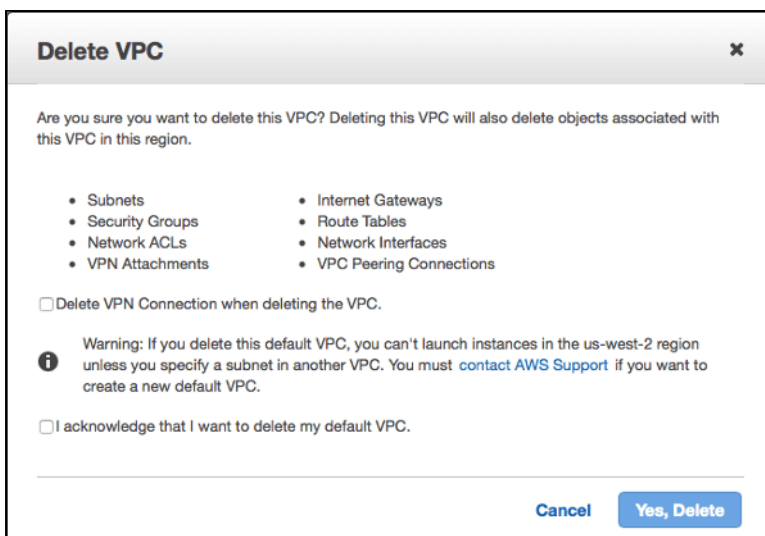 Delete VPC
Are you sure you want to delete this VPC? Deleting this VPC will also delete objects associated with
this VPC in this region.
Subnets
Security Groups
Network ACLs
VPN Attachments
Internet Gateways
Route Tables
Network Interfaces
VPC Peering Connections
Delete VPN Connection when deleting the VPC.
Warning: If you delete this default VPC, you can't launch instances in the us-west-2 region
unless you specify a subnet in another VPC. You must contact AWS Support if you want to
create a new default VPC.
I acknowledge that I want to delete my default VPC.
Cancel
Yes, Delete